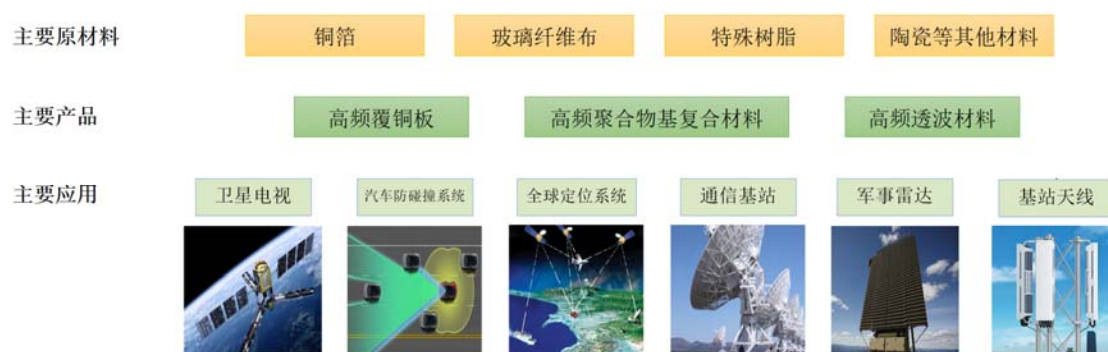 主要原材料 铜箔 玻璃纤维布 特殊树脂 陶瓷等其他材料
主要产品 高频覆铜板 高频聚合物基复合材料 高频透波材料
主要应用 卫星电视 汽车防碰撞系统 全球定位系统 通信基站 军事雷达 基站天线